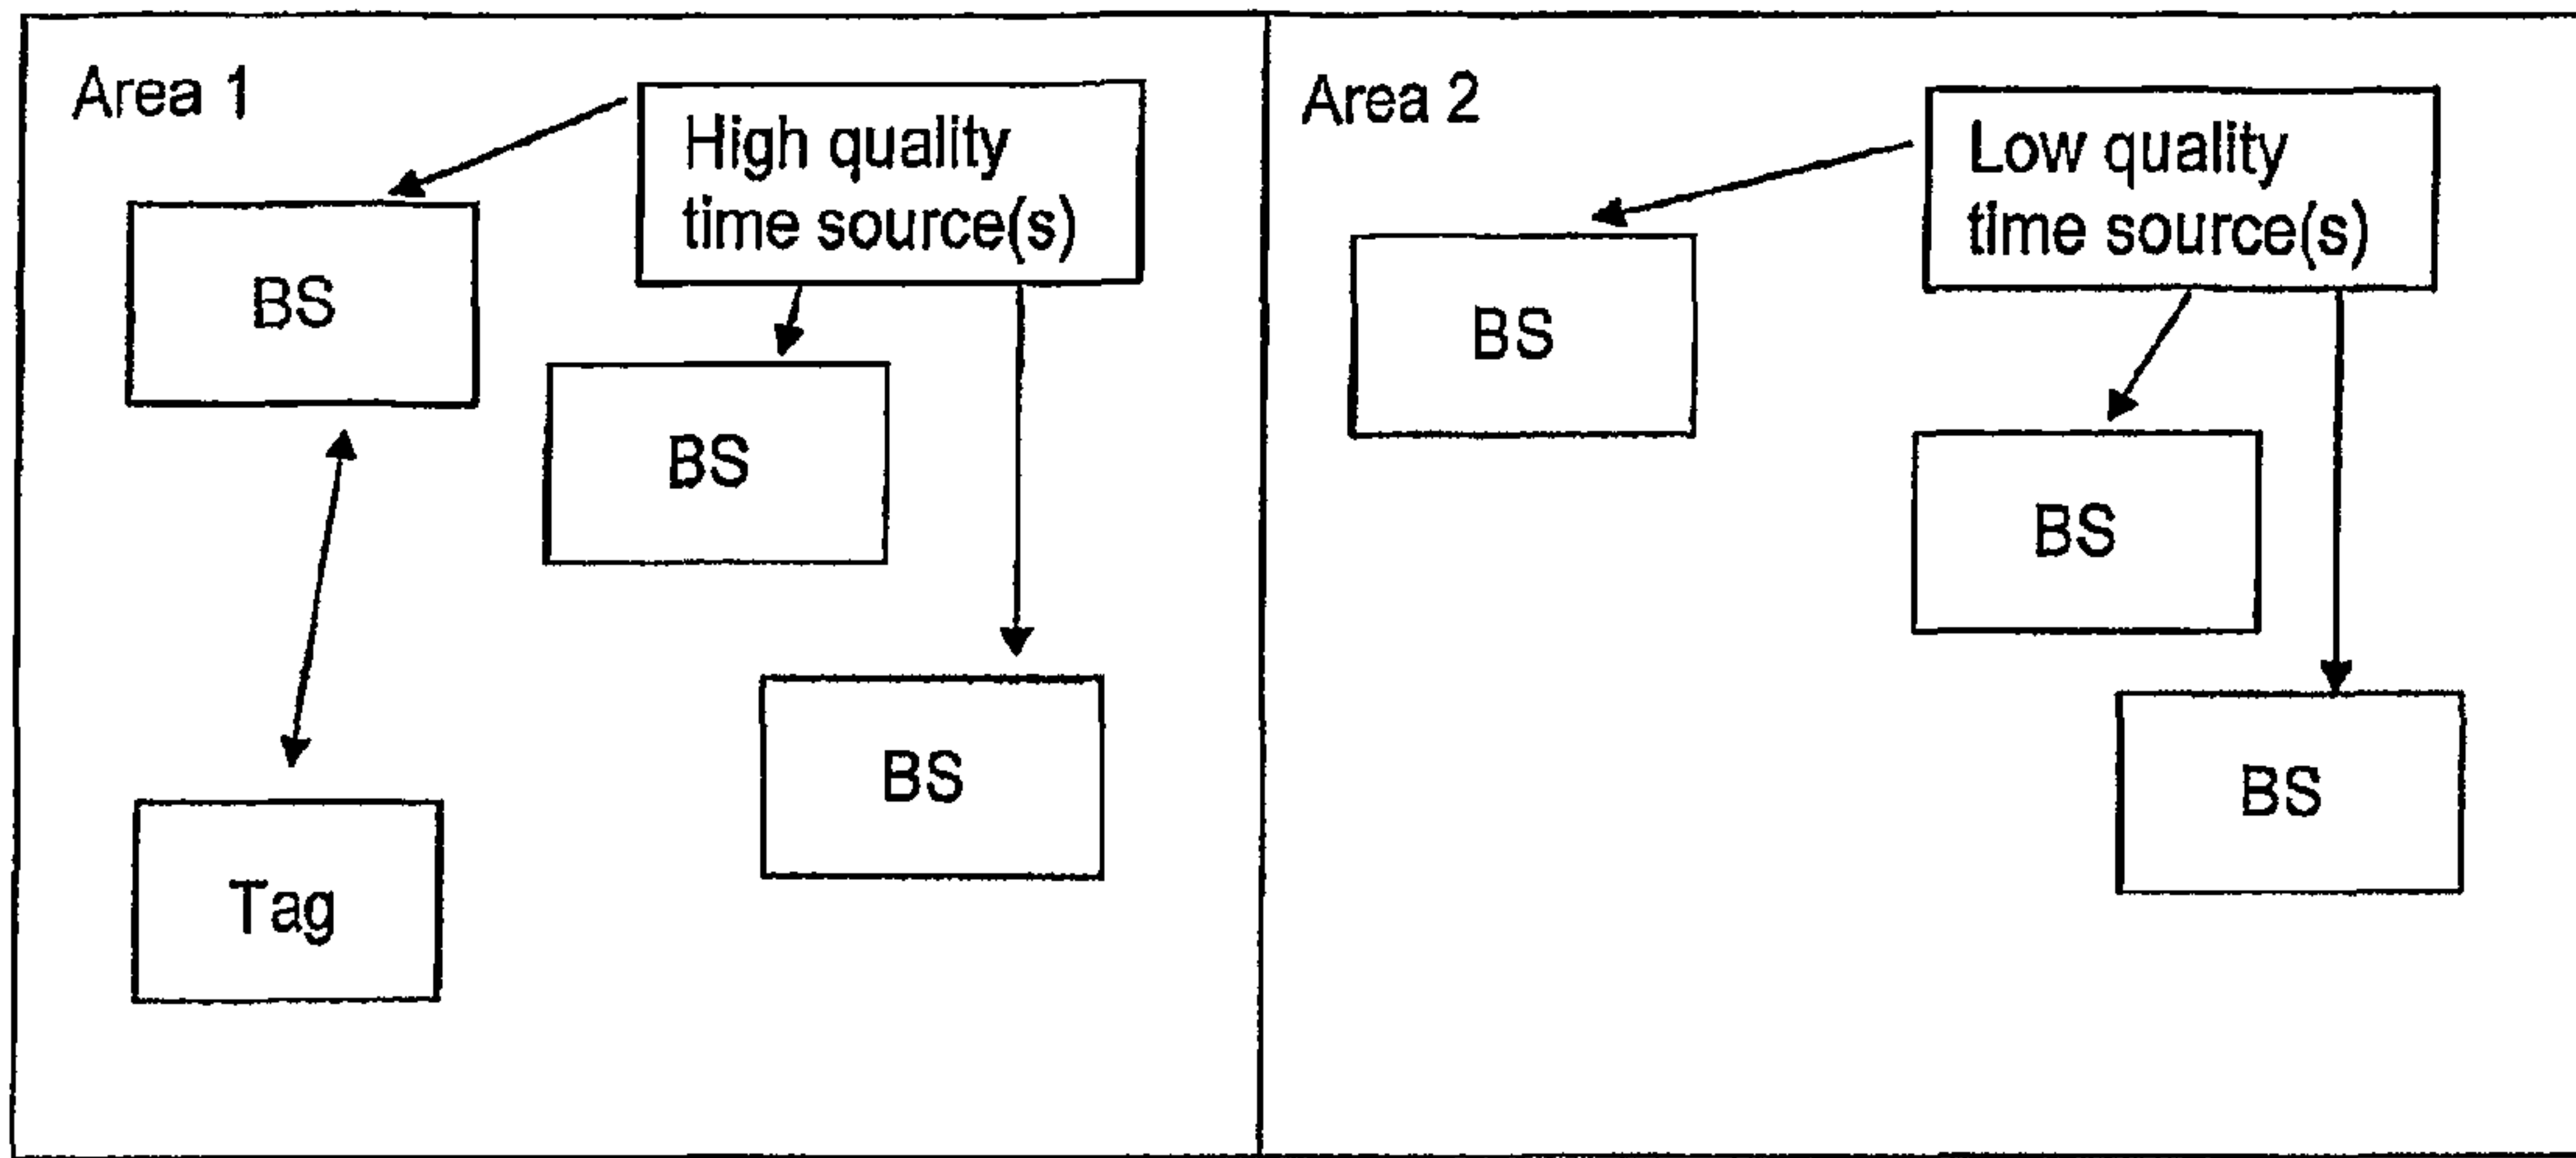 Area 1
High quality
time source(s)
BS
BS
BS
Tag
Area 2
Low quality
time source(s)
BS
BS
BS